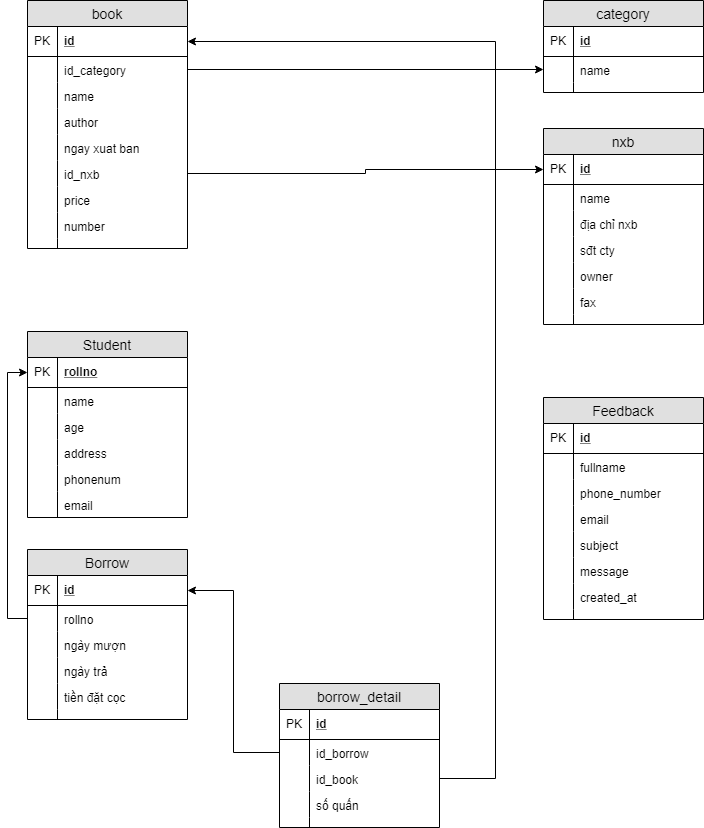 book
PK id
id_category
name
author
ngay xuat ban
id_nxb
price
number
category
PK id
name
nxb
PK id
name
địa chỉ nxb
sđt cty
owner
fax
Student
PK rollno
name
age
address
phonenum
email
Feedback
PK id
fullname
phone_number
email
subject
message
created_at
Borrow
PK id
rollno
ngày mượn
ngày trả
tiền đặt cọc
borrow_detail
PK id
id_borrow
id_book
số quấn